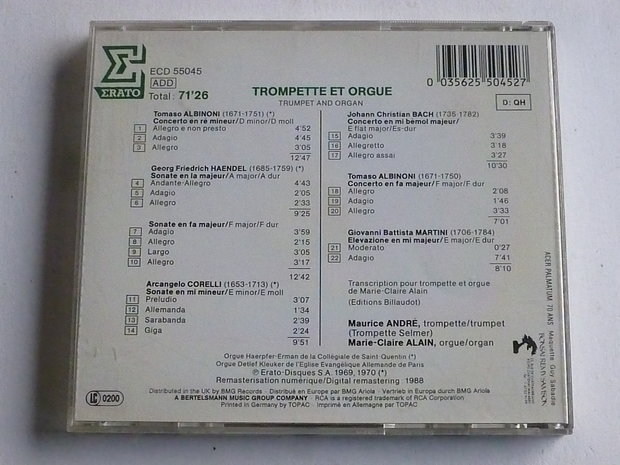 ERATO
ECD 55045
ADD
Total: 71'26
TROMPETTE ET ORGUE
TRUMPET AND ORGAN
0 035625 504527
D: QH
Tomaso ALBINONI (1671-1751) (*)
Concerto en ré mineur/D minor/D moll
1 Allegro e non presto 4'52
2 Adagio 4'45
3 Allegro 3'05
12'47
Georg Friedrich HAENDEL (1685-1759) (*)
Sonate en la majeur/A major/A dur
4 Andante-Allegro 4'43
5 Adagio 2'05
6 Allegro 2'33
9'25
Sonate en fa majeur/F major/F dur
7 Adagio 3'59
8 Allegro 2'15
9 Largo 3'05
10 Allegro 3'17
12'42
Arcangelo CORELLI (1653-1713) (*)
Sonate en mi mineur/E minor/E moll
11 Preludio 3'07
12 Allemanda 1'34
13 Sarabanda 2'39
14 Giga 2'24
9'51
Johann Christian BACH (1735-1782)
Concerto en mi bémol majeur/
E flat major/Es-dur
15 Adagio 3'39
16 Allegretto 3'18
17 Allegro assai 3'27
10'30
Tomaso ALBINONI (1671-1750)
Concerto en fa majeur/F major/F dur
18 Allegro 2'08
19 Adagio 1'46
20 Allegro 3'33
7'01
Giovanni Battista MARTINI (1706-1784)
Elevazione en mi majeur/E major/E dur
21 Moderato 0'27
22 Adagio 7'41
8'10
Transcription pour trompette et orgue
de Marie-Claire Alain
(Editions Billaudot)
Maurice ANDRÉ, trompette/trumpet
(Trompette Selmer)
Marie-Claire ALAIN, orgue/organ
Orgue Haerpfer-Erman de la Collégiale de Saint-Quentin (*)
Orgue Detlef Kleuker de l'Eglise Evangélique Allemande de Paris
℗ Erato-Disques S.A. 1969, 1970 (*)
Remasterisation numérique/Digital remastering: 1988
Distributed in the UK by BMG Records · Distribué en Europe par BMG Ariola · Vertrieb in Europa durch BMG Ariola
A BERTELSMANN MUSIC GROUP COMPANY · RCA is a registered trademark of RCA Corporation
Printed in Germany by TOPAC · Imprimé en Allemagne par TOPAC
LC 0200
ACER PALMATUM 70 ANS
Maquette Guy Sabadie
BONSAI REMY SAMSON